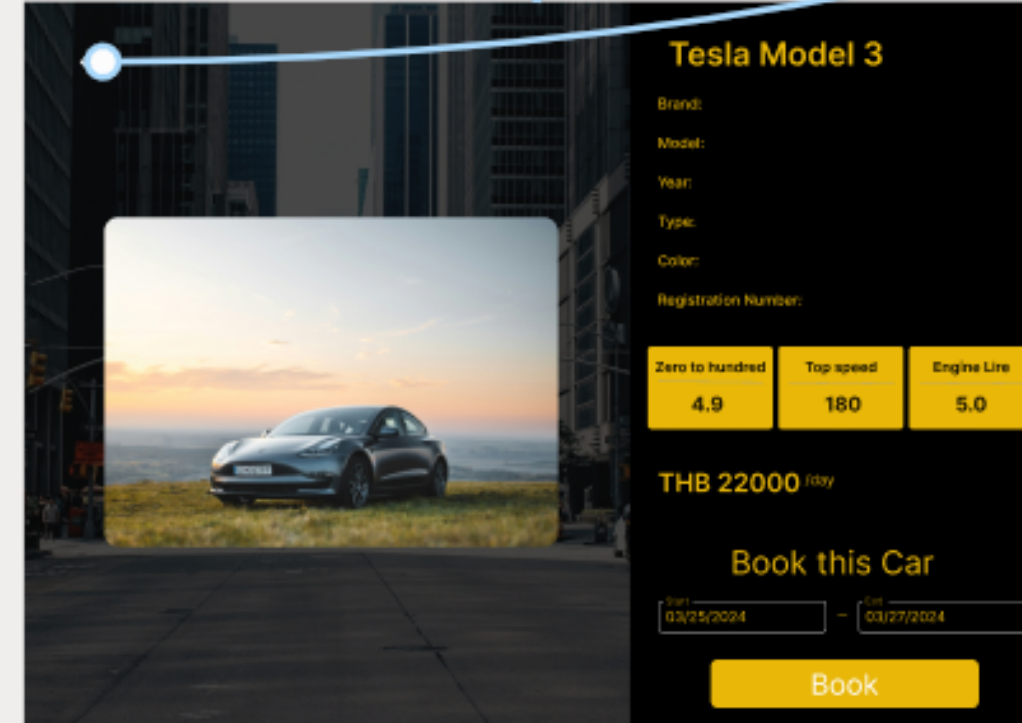 Tesla Model 3
Brand:
Model:
Year:
Type:
Color:
Registration Number:
Zero to hundred Top speed Engine Lire
4.9 180 5.0
THB 22000 /day
Book this Car
Start End
03/25/2024 – 03/27/2024
Book